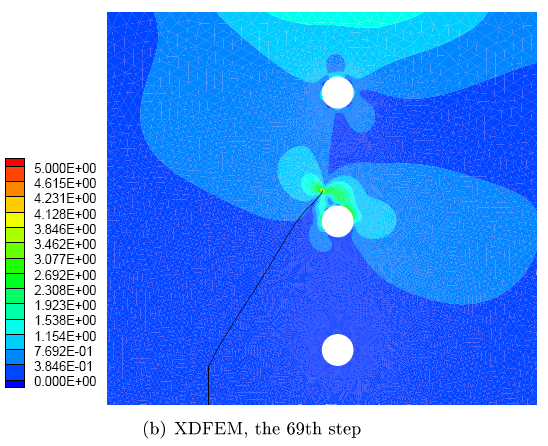 5.000E+00
4.615E+00
4.231E+00
4.128E+00
3.846E+00
3.462E+00
3.077E+00
2.692E+00
2.308E+00
1.923E+00
1.538E+00
1.154E+00
7.692E-01
3.846E-01
0.000E+00
(b) XDFEM, the 69th step